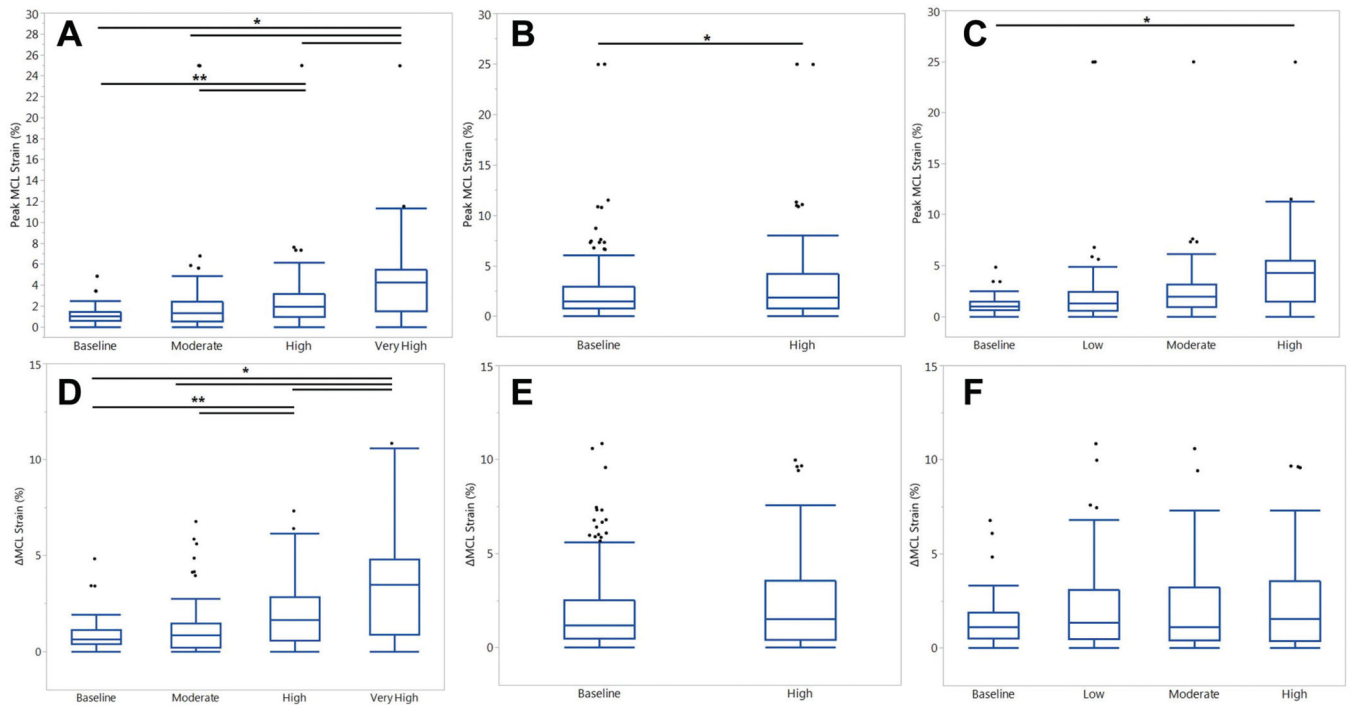 A
Peak MCL Strain (%)
30
28
26
24
22
20
18
16
14
12
10
8
6
4
2
0
*
**
Baseline Moderate High Very High
B
Peak MCL Strain (%)
30
25
20
15
10
5
0
*
Baseline High
C
Peak MCL Strain (%)
30
25
20
15
10
5
0
*
Baseline Low Moderate High
D
ΔMCL Strain (%)
15
10
5
0
*
**
Baseline Moderate High Very High
E
ΔMCL Strain (%)
15
10
5
0
Baseline High
F
ΔMCL Strain (%)
15
10
5
0
Baseline Low Moderate High